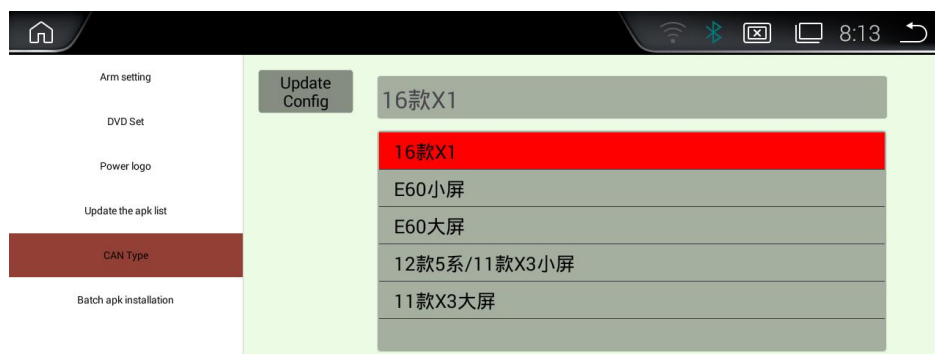 8:13
Arm setting
DVD Set
Power logo
Update the apk list
CAN Type
Batch apk installation
Update
Config
16款X1
16款X1
E60小屏
E60大屏
12款5系/11款X3小屏
11款X3大屏